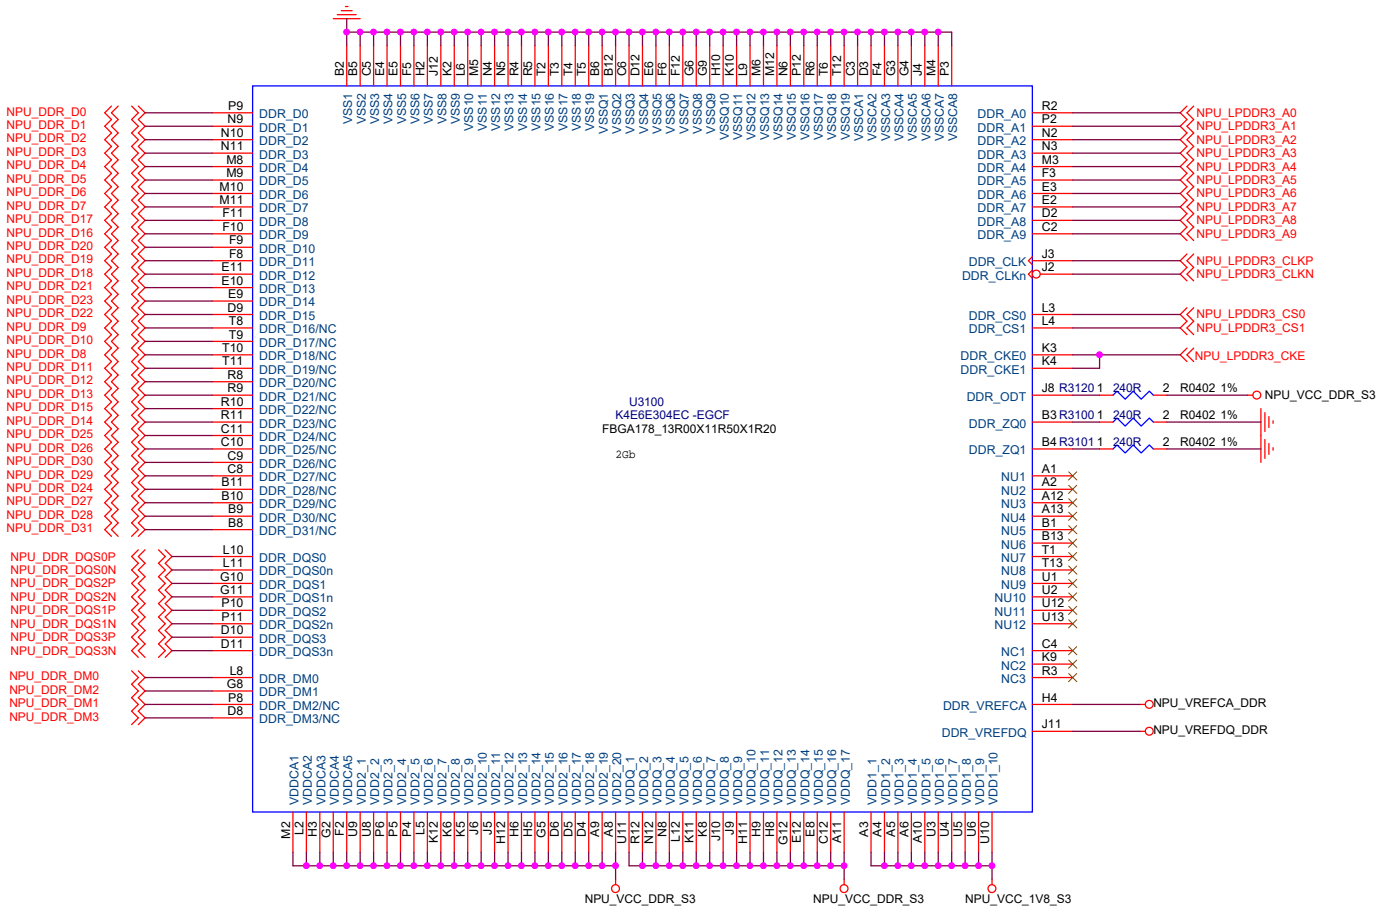 B2 B5 C5 E4 E5 F5 H2 J12 K2 L6 M5 N4 N5 R4 R5 T2 T3 T4 T5 B6 B12 C6 D12 E6 F6 F12 G6 G9 H10 K10 L9 M6 M12 N6 P12 R6 T6 T12 C3 D3 F4 G3 G4 J4 M4 P3
VSS1 VSS2 VSS3 VSS4 VSS5 VSS6 VSS7 VSS8 VSS9 VSS10 VSS11 VSS12 VSS13 VSS14 VSS15 VSS16 VSS17 VSS18 VSS19 VSSQ1 VSSQ2 VSSQ3 VSSQ4 VSSQ5 VSSQ6 VSSQ7 VSSQ8 VSSQ9 VSSQ10 VSSQ11 VSSQ12 VSSQ13 VSSQ14 VSSQ15 VSSQ16 VSSQ17 VSSQ18 VSSQ19 VSSCA1 VSSCA2 VSSCA3 VSSCA4 VSSCA5 VSSCA6 VSSCA7 VSSCA8
NPU_DDR_D0 P9 DDR_D0
NPU_DDR_D1 N9 DDR_D1
NPU_DDR_D2 N10 DDR_D2
NPU_DDR_D3 N11 DDR_D3
NPU_DDR_D4 M8 DDR_D4
NPU_DDR_D5 M9 DDR_D5
NPU_DDR_D6 M10 DDR_D6
NPU_DDR_D7 M11 DDR_D7
NPU_DDR_D17 F11 DDR_D8
NPU_DDR_D16 F10 DDR_D9
NPU_DDR_D20 F9 DDR_D10
NPU_DDR_D19 F8 DDR_D11
NPU_DDR_D18 E11 DDR_D12
NPU_DDR_D21 E10 DDR_D13
NPU_DDR_D23 E9 DDR_D14
NPU_DDR_D22 D9 DDR_D15
NPU_DDR_D9 T8 DDR_D16/NC
NPU_DDR_D10 T9 DDR_D17/NC
NPU_DDR_D8 T10 DDR_D18/NC
NPU_DDR_D11 T11 DDR_D19/NC
NPU_DDR_D12 R8 DDR_D20/NC
NPU_DDR_D13 R9 DDR_D21/NC
NPU_DDR_D15 R10 DDR_D22/NC
NPU_DDR_D14 R11 DDR_D23/NC
NPU_DDR_D25 C11 DDR_D24/NC
NPU_DDR_D26 C10 DDR_D25/NC
NPU_DDR_D30 C9 DDR_D26/NC
NPU_DDR_D29 C8 DDR_D27/NC
NPU_DDR_D24 B11 DDR_D28/NC
NPU_DDR_D27 B10 DDR_D29/NC
NPU_DDR_D28 B9 DDR_D30/NC
NPU_DDR_D31 B8 DDR_D31/NC
NPU_DDR_DQS0P L10 DDR_DQS0
NPU_DDR_DQS0N L11 DDR_DQS0n
NPU_DDR_DQS2P G10 DDR_DQS1
NPU_DDR_DQS2N G11 DDR_DQS1n
NPU_DDR_DQS1P P10 DDR_DQS2
NPU_DDR_DQS1N P11 DDR_DQS2n
NPU_DDR_DQS3P D10 DDR_DQS3
NPU_DDR_DQS3N D11 DDR_DQS3n
NPU_DDR_DM0 L8 DDR_DM0
NPU_DDR_DM2 G8 DDR_DM1
NPU_DDR_DM1 P8 DDR_DM2/NC
NPU_DDR_DM3 D8 DDR_DM3/NC
U3100
K4E6E304EC -EGCF
FBGA178_13R00X11R50X1R20
2Gb
DDR_A0 R2 NPU_LPDDR3_A0
DDR_A1 P2 NPU_LPDDR3_A1
DDR_A2 N2 NPU_LPDDR3_A2
DDR_A3 N3 NPU_LPDDR3_A3
DDR_A4 M3 NPU_LPDDR3_A4
DDR_A5 F3 NPU_LPDDR3_A5
DDR_A6 E3 NPU_LPDDR3_A6
DDR_A7 E2 NPU_LPDDR3_A7
DDR_A8 D2 NPU_LPDDR3_A8
DDR_A9 C2 NPU_LPDDR3_A9
DDR_CLK J3 NPU_LPDDR3_CLKP
DDR_CLKn J2 NPU_LPDDR3_CLKN
DDR_CS0 L3 NPU_LPDDR3_CS0
DDR_CS1 L4 NPU_LPDDR3_CS1
DDR_CKE0 K3 NPU_LPDDR3_CKE
DDR_CKE1 K4
DDR_ODT J8 R3120 1 240R 2 R0402 1% NPU_VCC_DDR_S3
DDR_ZQ0 B3 R3100 1 240R 2 R0402 1%
DDR_ZQ1 B4 R3101 1 240R 2 R0402 1%
NU1 A1
NU2 A2
NU3 A12
NU4 A13
NU5 B1
NU6 B13
NU7 T1
NU8 T13
NU9 U1
NU10 U2
NU11 U12
NU12 U13
NC1 C4
NC2 K9
NC3 R3
DDR_VREFCA H4 NPU_VREFCA_DDR
DDR_VREFDQ J11 NPU_VREFDQ_DDR
VDDCA1 VDDCA2 VDDCA3 VDDCA4 VDDCA5 VDD2_1 VDD2_2 VDD2_3 VDD2_4 VDD2_5 VDD2_6 VDD2_7 VDD2_8 VDD2_9 VDD2_10 VDD2_11 VDD2_12 VDD2_13 VDD2_14 VDD2_15 VDD2_16 VDD2_17 VDD2_18 VDD2_19 VDD2_20 VDDQ_1 VDDQ_2 VDDQ_3 VDDQ_4 VDDQ_5 VDDQ_6 VDDQ_7 VDDQ_8 VDDQ_9 VDDQ_10 VDDQ_11 VDDQ_12 VDDQ_13 VDDQ_14 VDDQ_15 VDDQ_16 VDDQ_17 VDD1_1 VDD1_2 VDD1_3 VDD1_4 VDD1_5 VDD1_6 VDD1_7 VDD1_8 VDD1_9 VDD1_10
M2 L2 H3 G2 F2 U9 U8 P6 P5 P4 L5 K12 K6 K5 J6 J5 H12 H6 H5 G5 D6 D5 D4 A9 A8 U11 R12 N12 N8 L12 K11 K8 J10 J9 H11 H9 H8 G12 E12 E8 C12 A11 A3 A4 A5 A6 A10 U3 U4 U5 U6 U10
NPU_VCC_DDR_S3 NPU_VCC_DDR_S3 NPU_VCC_1V8_S3